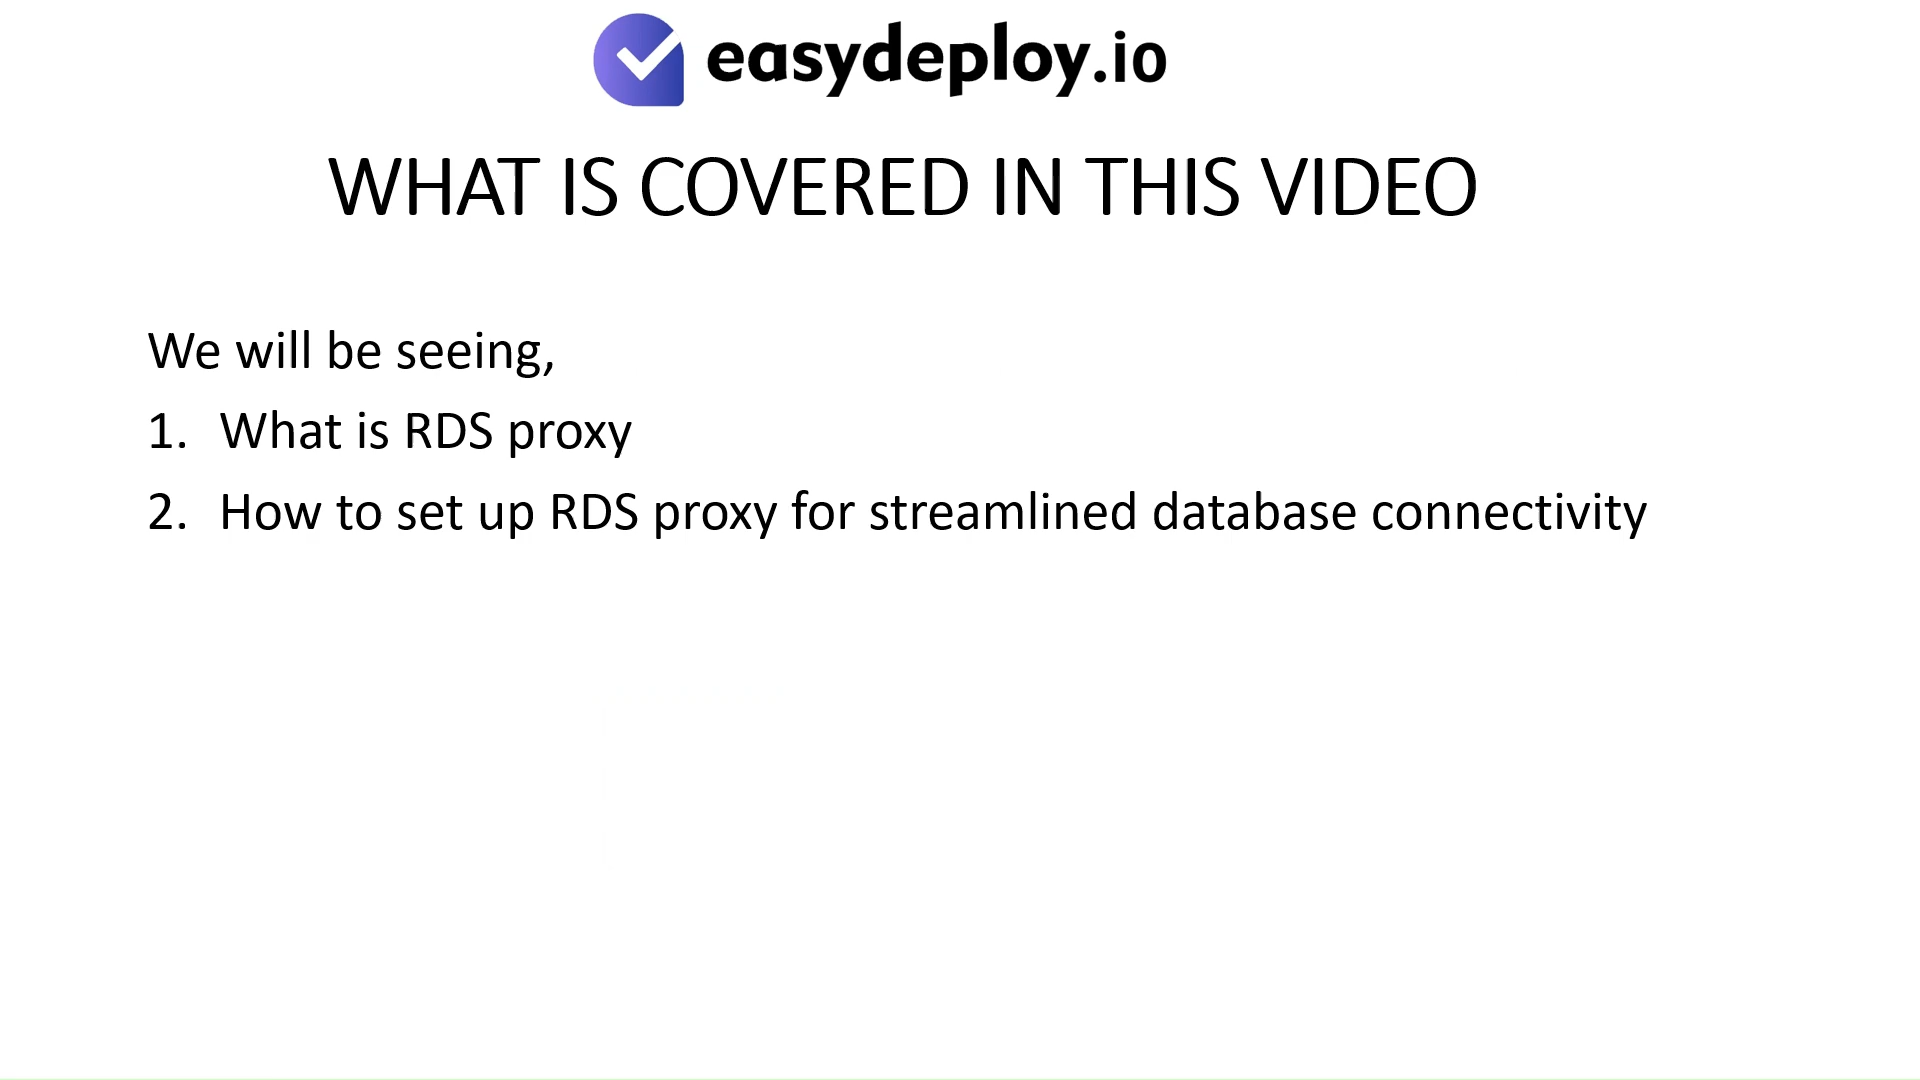 easydeploy.io
WHAT IS COVERED IN THIS VIDEO
We will be seeing,
1. What is RDS proxy
2. How to set up RDS proxy for streamlined database connectivity